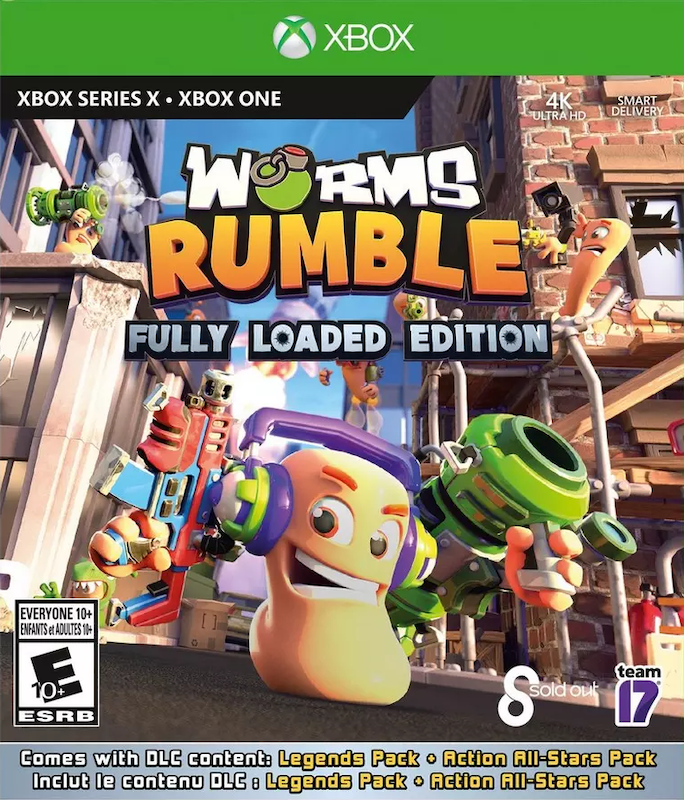 XBOX
XBOX SERIES X • XBOX ONE
4K
ULTRA HD
SMART
DELIVERY
WORMS
RUMBLE
FULLY LOADED EDITION
EVERYONE 10+
ENFANTS et ADULTES 10+
E
10+
ESRB
sold out
team
17
Comes with DLC content: Legends Pack + Action All-Stars Pack
Inclut le contenu DLC : Legends Pack + Action All-Stars Pack